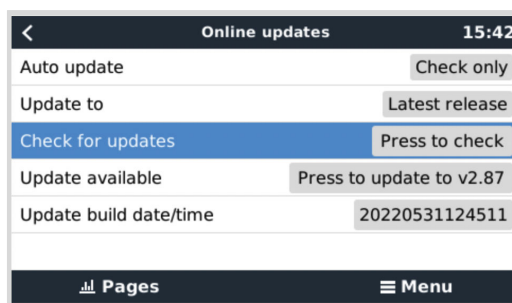 Online updates 15:42
Auto update Check only
Update to Latest release
Check for updates Press to check
Update available Press to update to v2.87
Update build date/time 20220531124511
Pages Menu